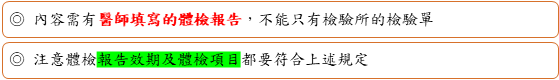 ◎ 內容需有醫師填寫的體檢報告，不能只有檢驗所的檢驗單
◎ 注意體檢報告效期及體檢項目都要符合上述規定